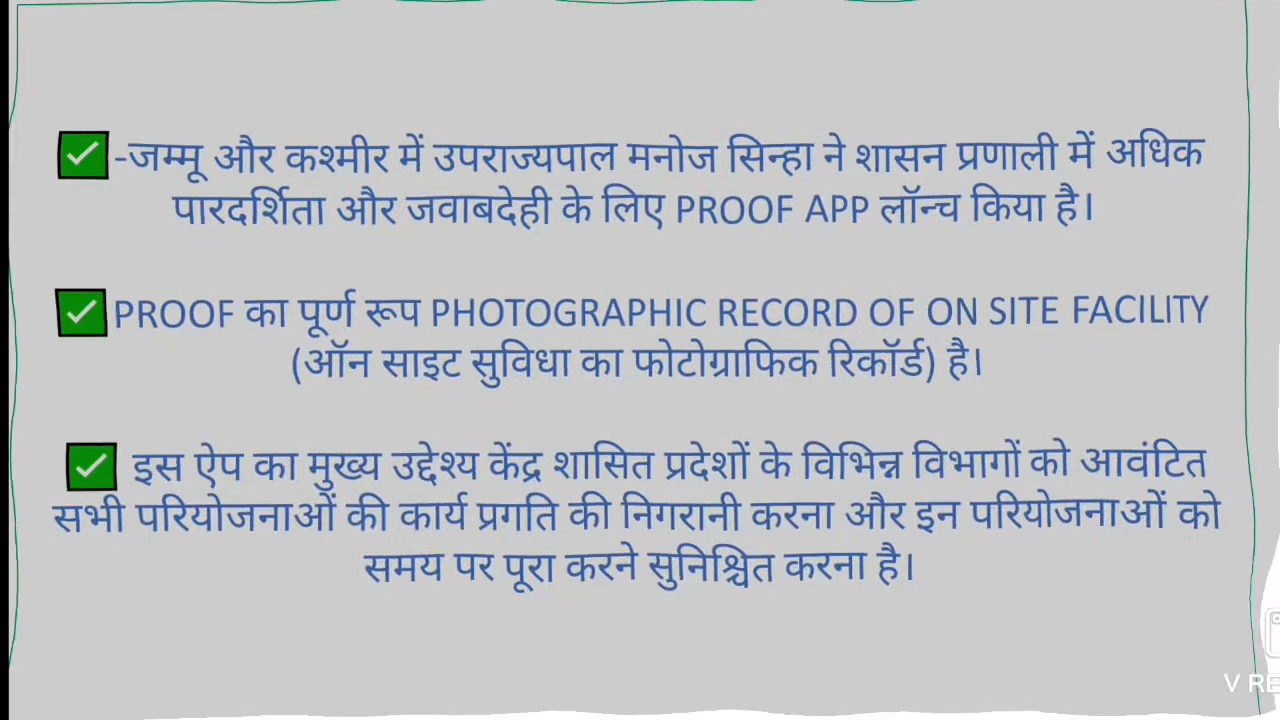 ✅-जम्मू और कश्मीर में उपराज्यपाल मनोज सिन्हा ने शासन प्रणाली में अधिक
पारदर्शिता और जवाबदेही के लिए PROOF APP लॉन्च किया है।
✅PROOF का पूर्ण रूप PHOTOGRAPHIC RECORD OF ON SITE FACILITY
(ऑन साइट सुविधा का फोटोग्राफिक रिकॉर्ड) है।
✅ इस ऐप का मुख्य उद्देश्य केंद्र शासित प्रदेशों के विभिन्न विभागों को आवंटित
सभी परियोजनाओं की कार्य प्रगति की निगरानी करना और इन परियोजनाओं को
समय पर पूरा करने सुनिश्चित करना है।
V RE